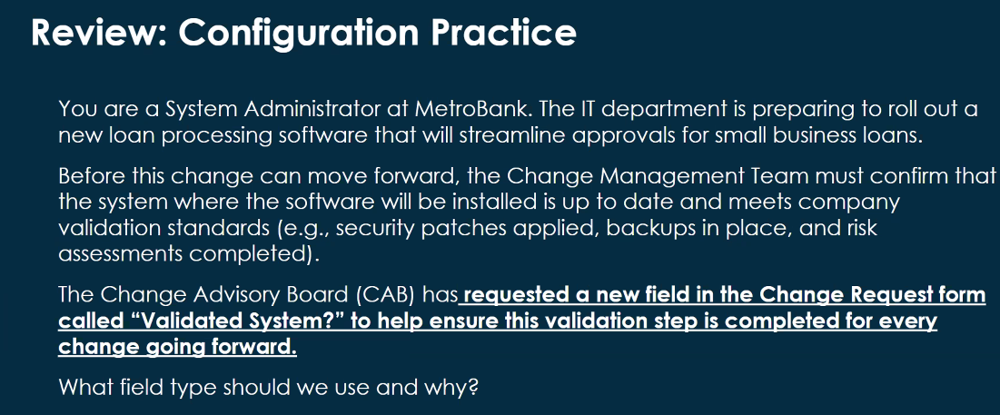 Review: Configuration Practice
You are a System Administrator at MetroBank. The IT department is preparing to roll out a
new loan processing software that will streamline approvals for small business loans.
Before this change can move forward, the Change Management Team must confirm that
the system where the software will be installed is up to date and meets company
validation standards (e.g., security patches applied, backups in place, and risk
assessments completed).
The Change Advisory Board (CAB) has requested a new field in the Change Request form
called “Validated System?” to help ensure this validation step is completed for every
change going forward.
What field type should we use and why?